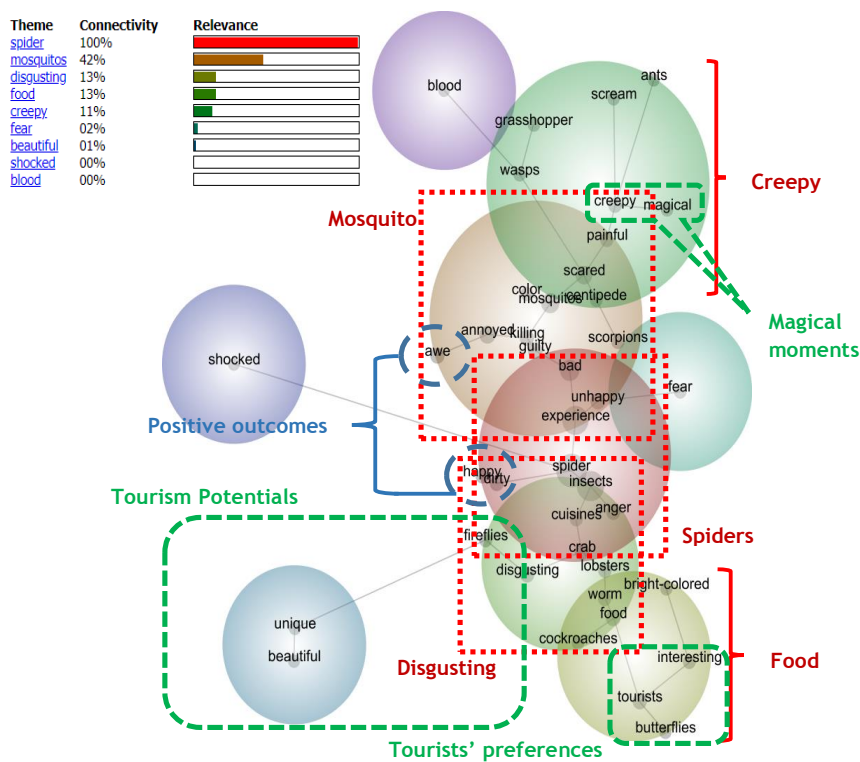 Theme Connectivity Relevance
spider 100%
mosquitos 42%
disgusting 13%
food 13%
creepy 11%
fear 02%
beautiful 01%
shocked 00%
blood 00%
blood
ants
scream
grasshopper
wasps
creepy magical
Creepy
Mosquito
painful
scared
color
mosquitos centipede
Magical
moments
annoyed killing
guilty scorpions
awe
shocked
bad
fear
unhappy
experience
Positive outcomes
spider
happy
dirty insects
Tourism Potentials
anger
cuisines
fireflies
Spiders
crab
disgusting lobsters
bright-colored
worm
food
unique
cockroaches
beautiful
interesting
Disgusting
Food
tourists
butterflies
Tourists’ preferences